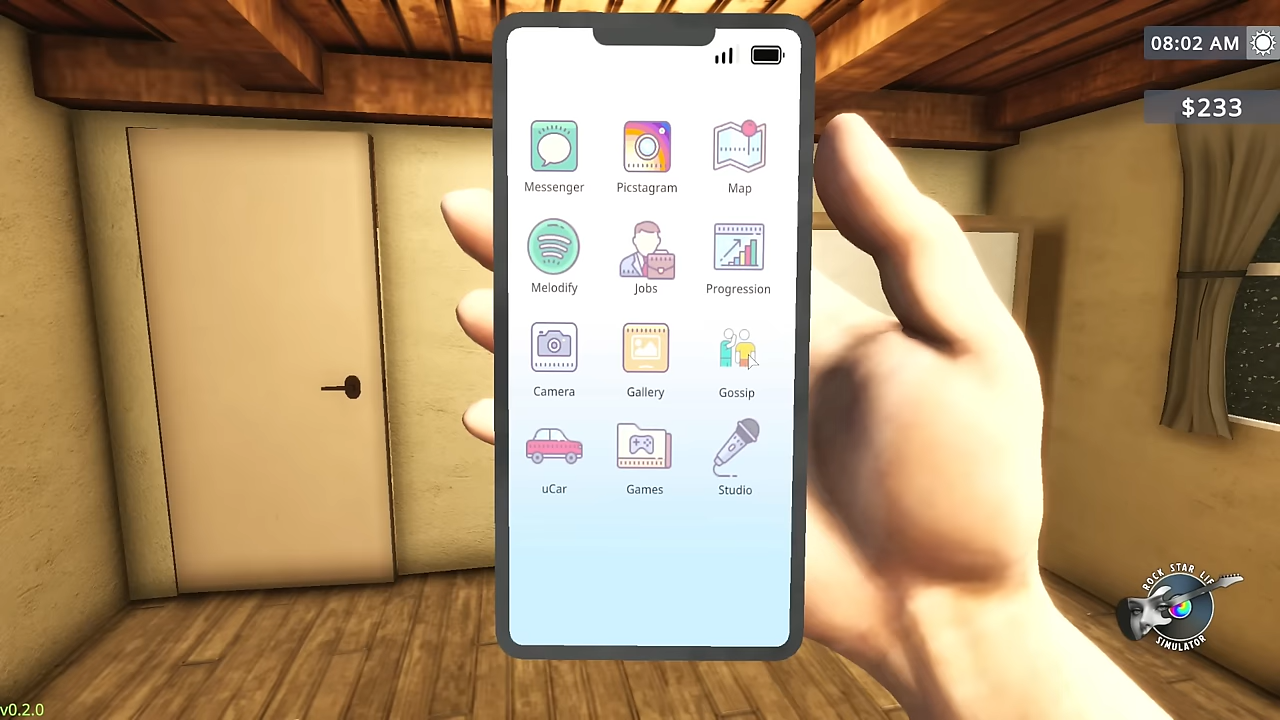 08:02 AM
$233
Messenger
Picstagram
Map
Melodify
Jobs
Progression
Camera
Gallery
Gossip
uCar
Games
Studio
ROCK STAR LIFE
SIMULATOR
v0.2.0